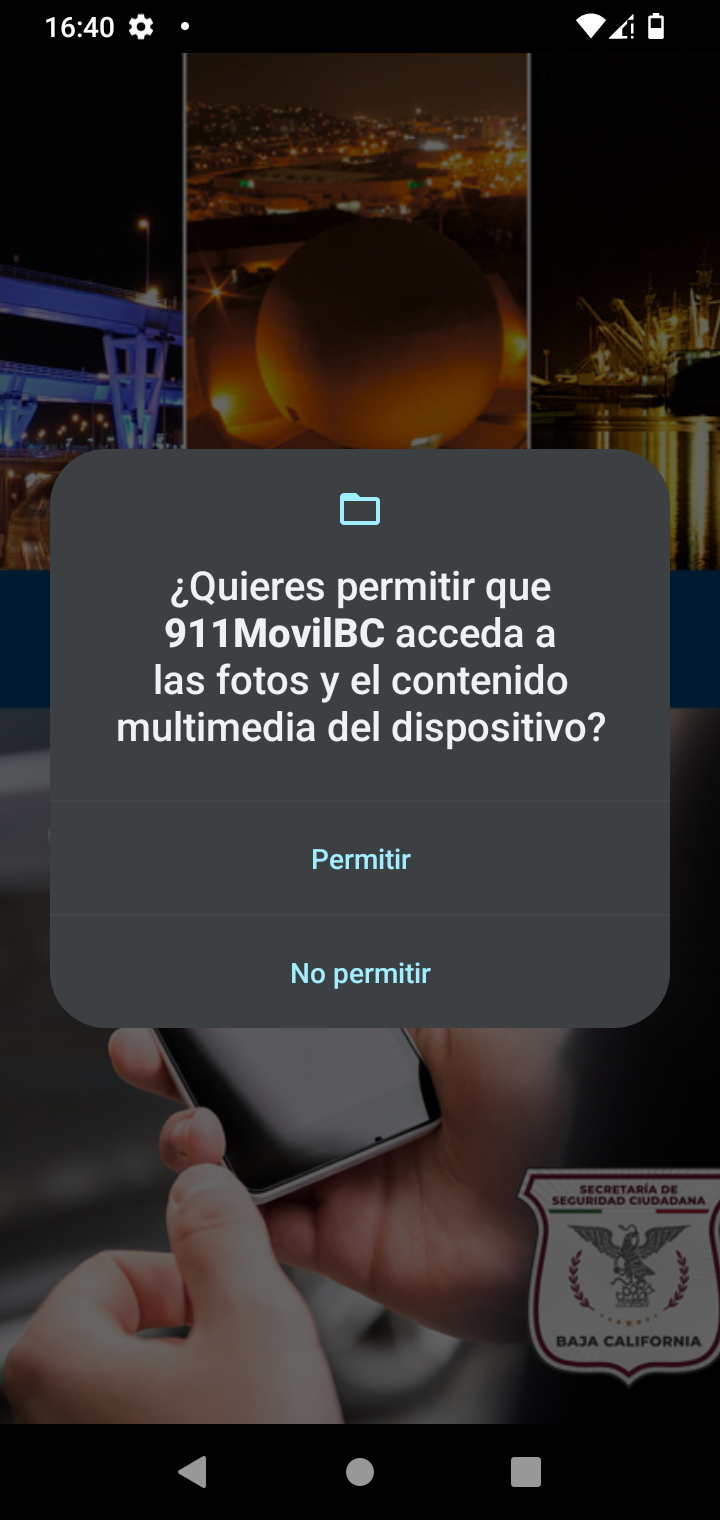 16:40
¿Quieres permitir que
911MovilBC acceda a
las fotos y el contenido
multimedia del dispositivo?
Permitir
No permitir
SECRETARÍA DE
SEGURIDAD CIUDADANA
BAJA CALIFORNIA